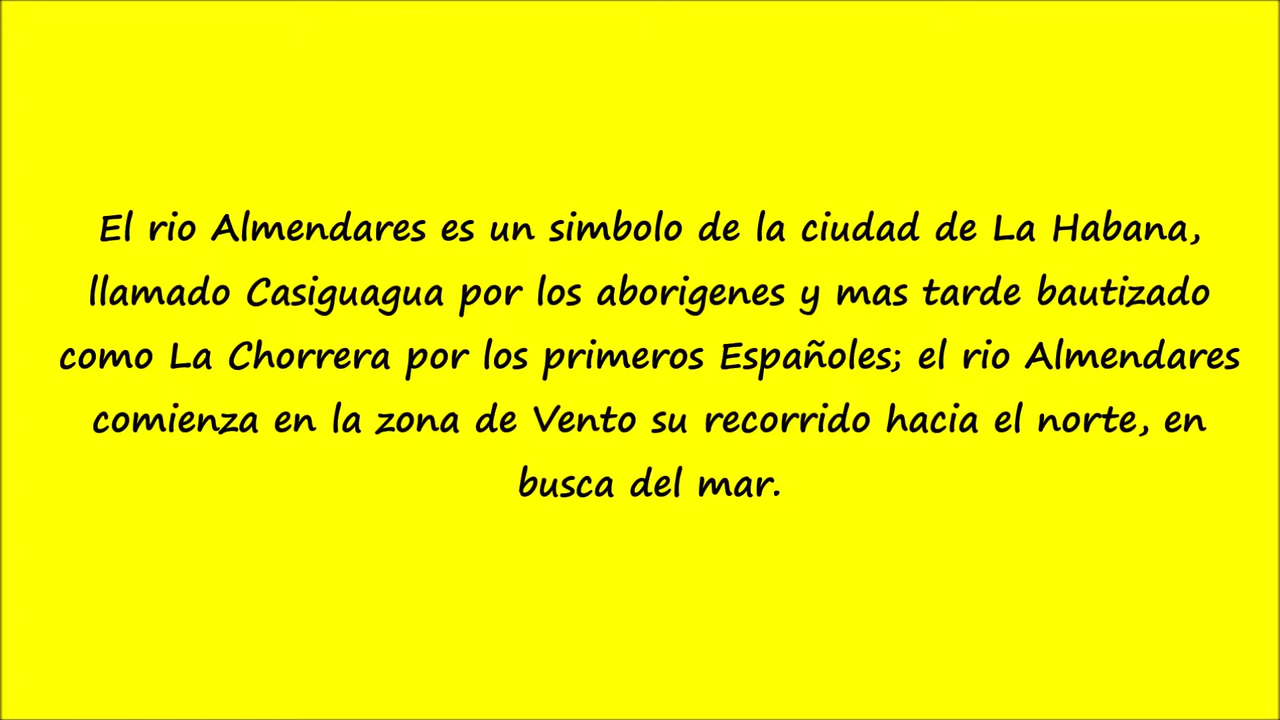 El rio Almendares es un simbolo de la ciudad de La Habana,
llamado Casiguagua por los aborigenes y mas tarde bautizado
como La Chorrera por los primeros Españoles; el rio Almendares
comienza en la zona de Vento su recorrido hacia el norte, en
busca del mar.